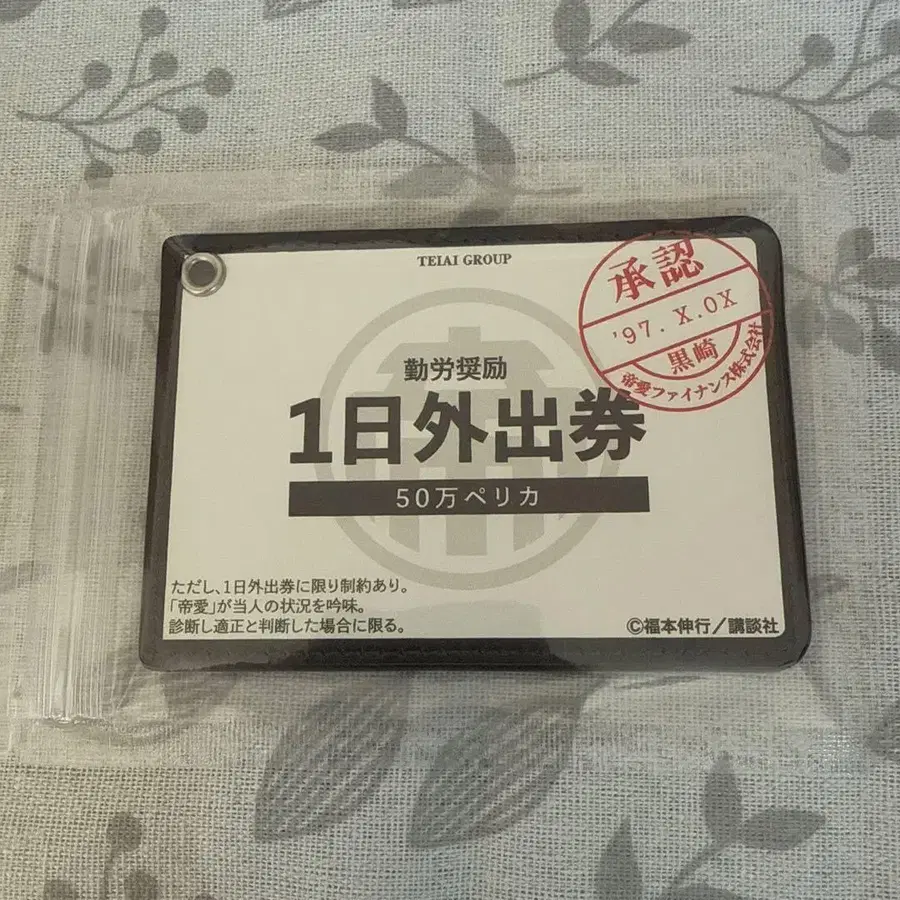 TEIAI GROUP
承認
'97. X.0X
黒崎
帝愛ファイナンス株式会社
勤労奨励
1日外出券
50万ペリカ
ただし、1日外出券に限り制約あり。
「帝愛」が当人の状況を吟味。
診断し適正と判断した場合に限る。
©福本伸行／講談社